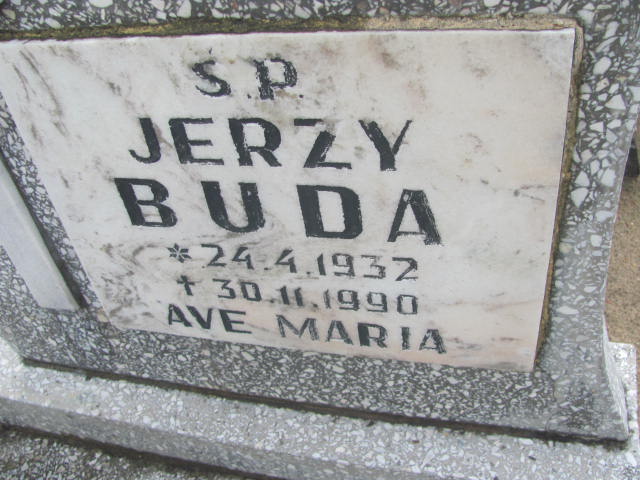 Ś.P.
JERZY
BUDA
* 24.4.1932
† 30.11.1990
AVE MARIA